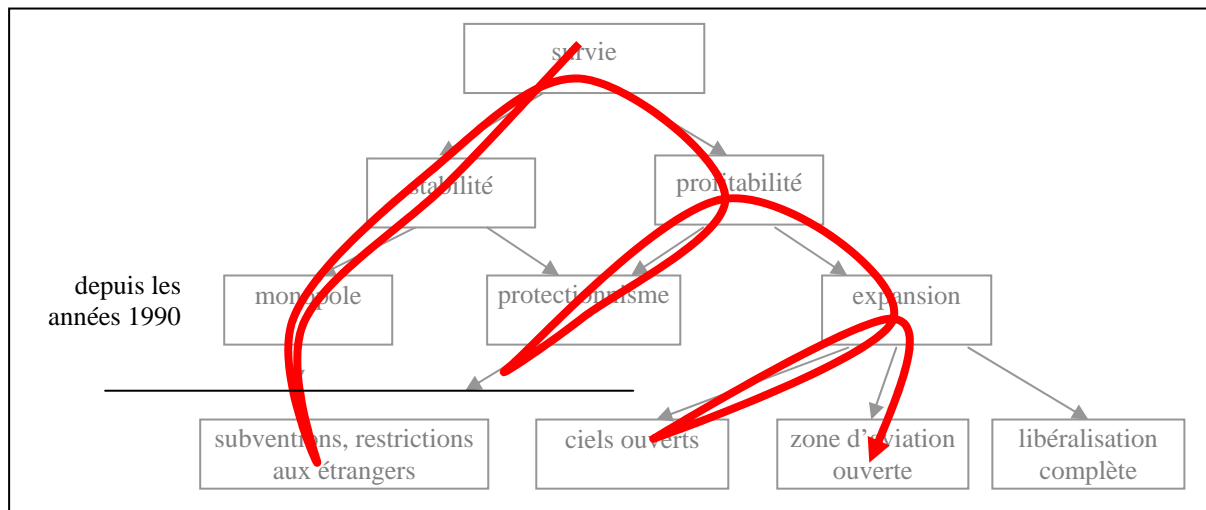 survie
stabilité
profitabilité
depuis les
années 1990
monopole
protectionnisme
expansion
subventions, restrictions
aux étrangers
ciels ouverts
zone d’aviation
ouverte
libéralisation
complète